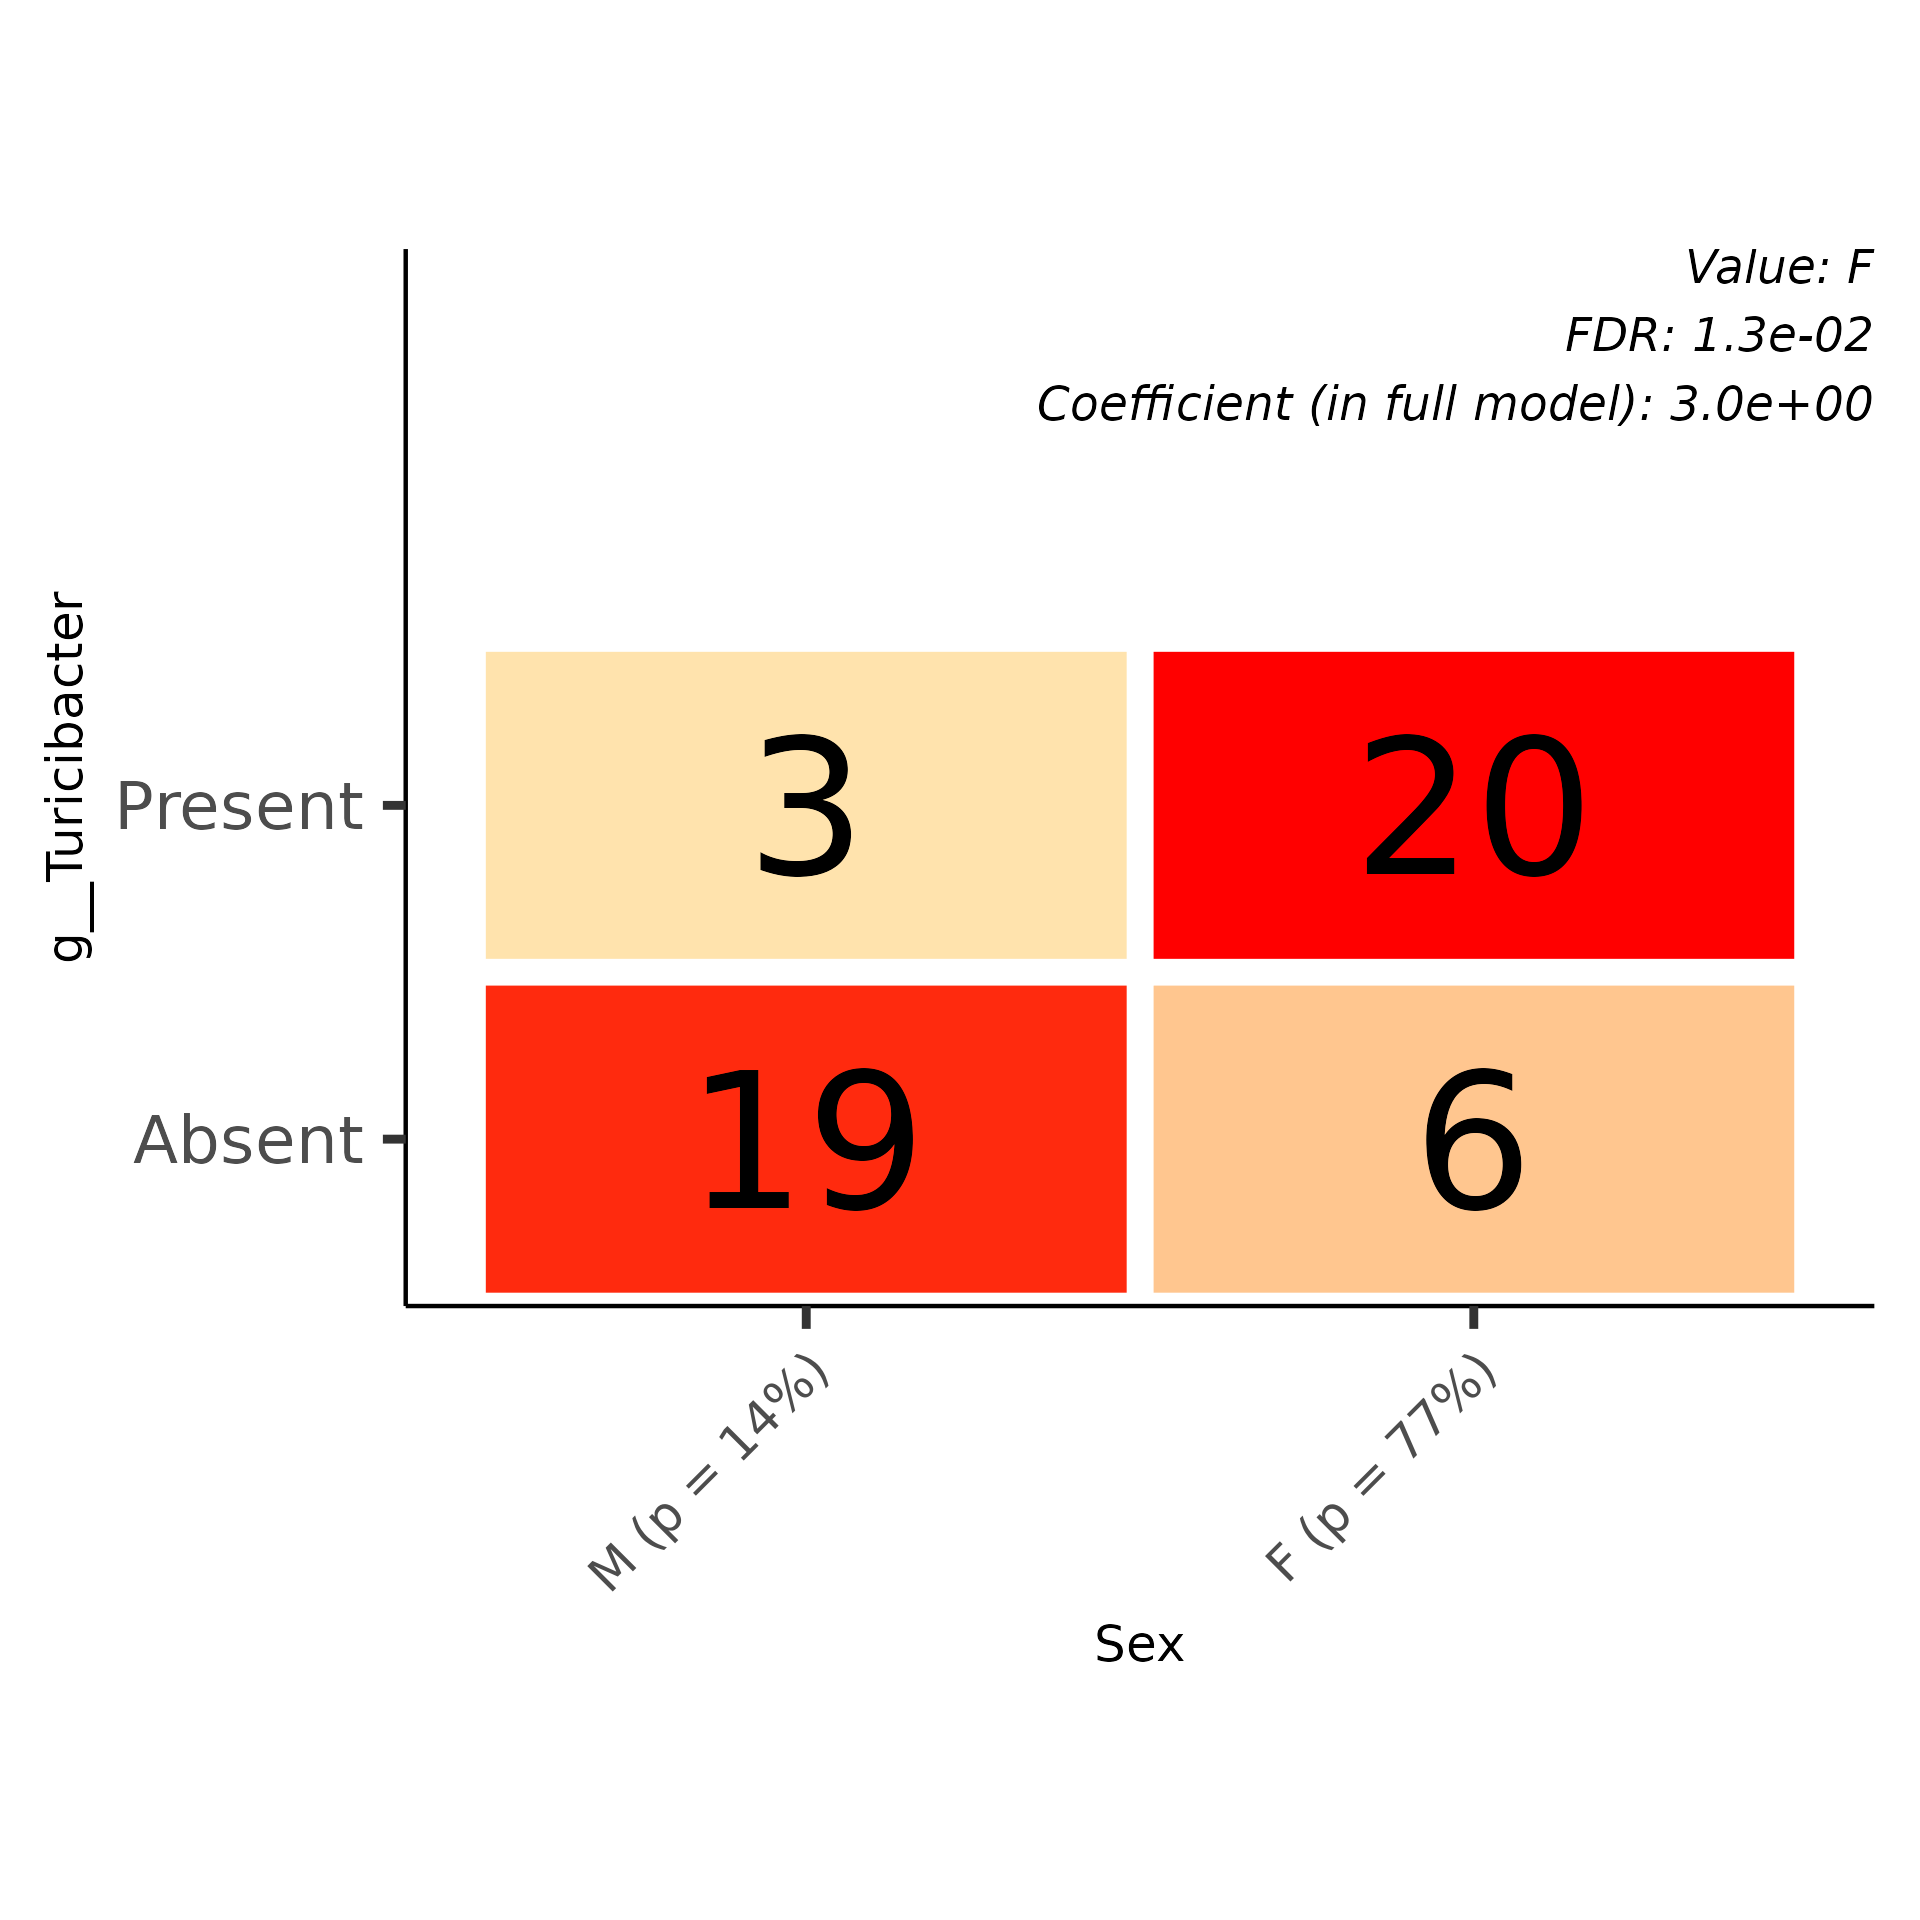 Value: F
FDR: 1.3e-02
Coefficient (in full model): 3.0e+00
g__Turicibacter
Present
3
20
Absent
19
6
M (p = 14%)
F (p = 77%)
Sex